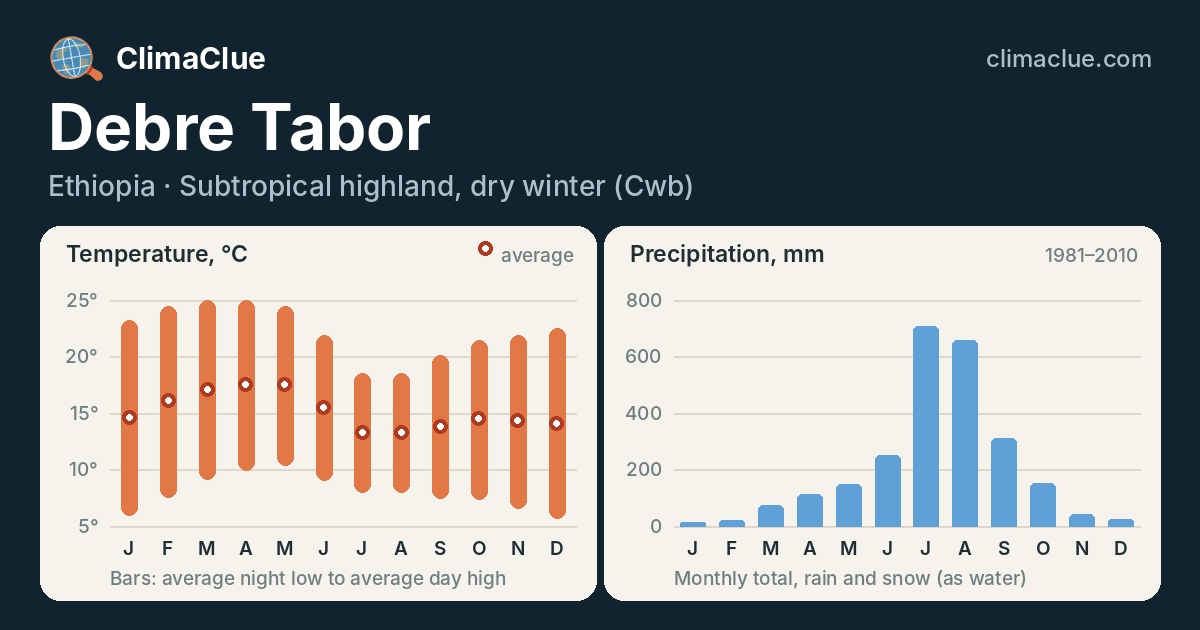 ClimaClue
climaclue.com
Debre Tabor
Ethiopia · Subtropical highland, dry winter (Cwb)
Temperature, °C
average
25°
20°
15°
10°
5°
J F M A M J J A S O N D
Bars: average night low to average day high
Precipitation, mm
1981–2010
800
600
400
200
0
J F M A M J J A S O N D
Monthly total, rain and snow (as water)